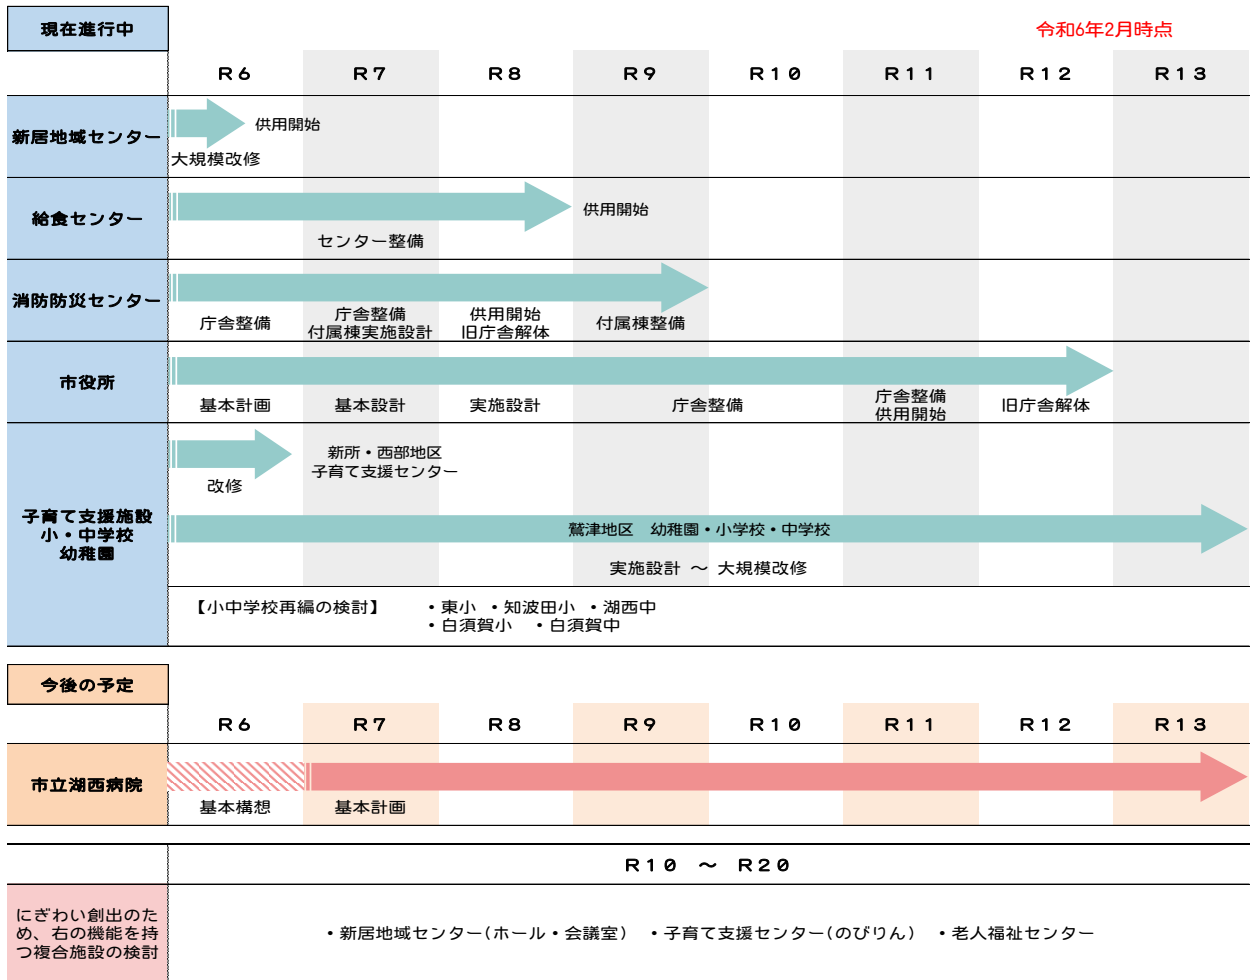 現在進行中
令和6年2月時点
R6 R7 R8 R9 R10 R11 R12 R13
新居地域センター
供用開始
大規模改修
給食センター
供用開始
センター整備
消防防災センター
庁舎整備
庁舎整備
付属棟実施設計
供用開始
旧庁舎解体
付属棟整備
市役所
基本計画
基本設計
実施設計
庁舎整備
庁舎整備
供用開始
旧庁舎解体
子育て支援施設
小・中学校
幼稚園
改修
新所・西部地区
子育て支援センター
鷲津地区 幼稚園・小学校・中学校
実施設計 ～ 大規模改修
【小中学校再編の検討】 ・東小 ・知波田小 ・湖西中
・白須賀小 ・白須賀中
今後の予定
R6 R7 R8 R9 R10 R11 R12 R13
市立湖西病院
基本構想
基本計画
R10 ～ R20
にぎわい創出のた
め、右の機能を持
つ複合施設の検討
・新居地域センター(ホール・会議室) ・子育て支援センター(のびりん) ・老人福祉センター